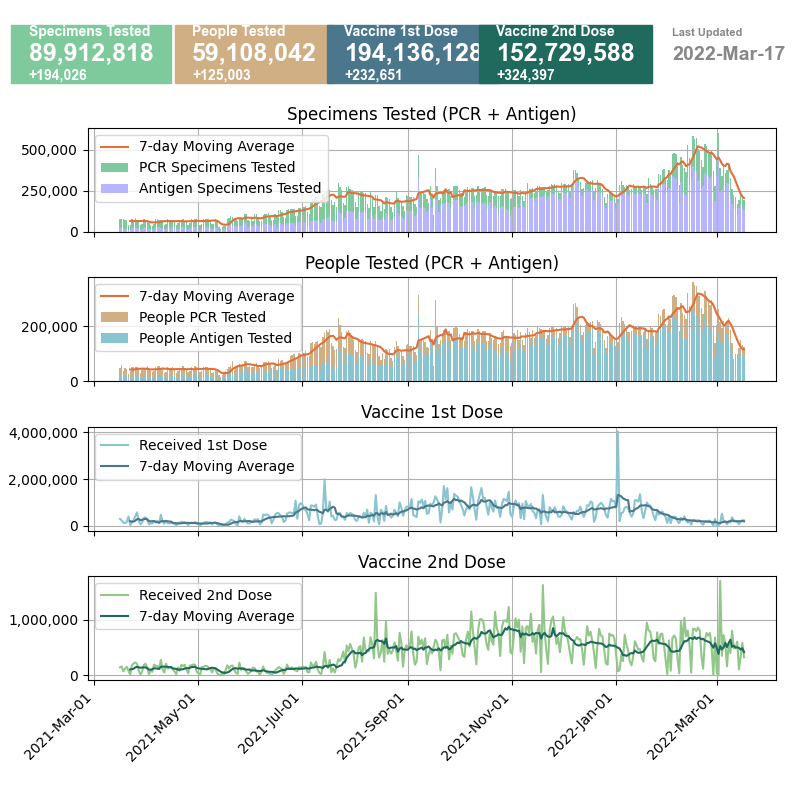 Specimens Tested
89,912,818
+194,026
People Tested
59,108,042
+125,003
Vaccine 1st Dose
194,136,128
+232,651
Vaccine 2nd Dose
152,729,588
+324,397
Last Updated
2022-Mar-17
Specimens Tested (PCR + Antigen)
500,000
250,000
0
7-day Moving Average
PCR Specimens Tested
Antigen Specimens Tested
People Tested (PCR + Antigen)
200,000
0
7-day Moving Average
People PCR Tested
People Antigen Tested
Vaccine 1st Dose
4,000,000
2,000,000
0
Received 1st Dose
7-day Moving Average
Vaccine 2nd Dose
1,000,000
0
Received 2nd Dose
7-day Moving Average
2021-Mar-01
2021-May-01
2021-Jul-01
2021-Sep-01
2021-Nov-01
2022-Jan-01
2022-Mar-01